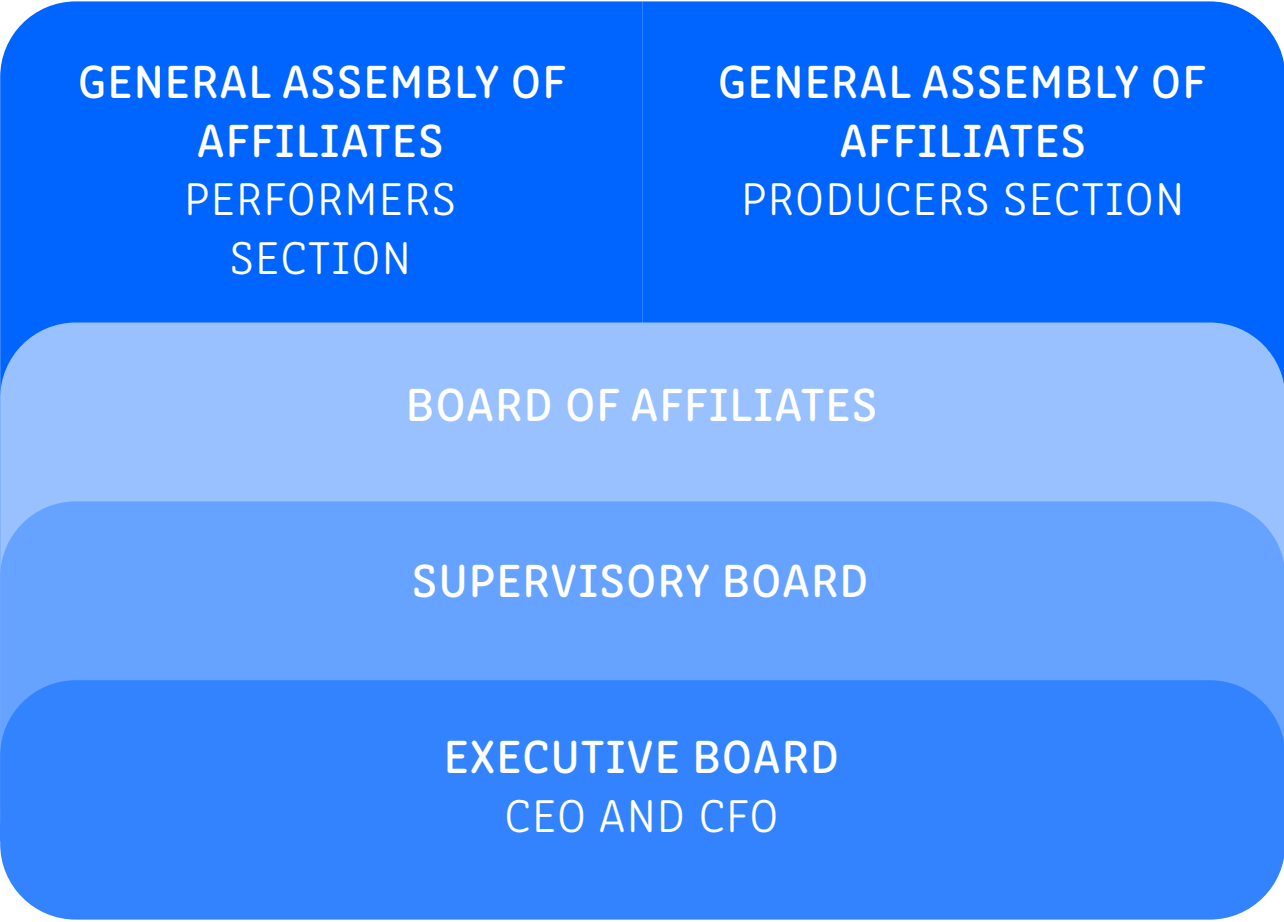 GENERAL ASSEMBLY OF
AFFILIATES
PERFORMERS
SECTION
GENERAL ASSEMBLY OF
AFFILIATES
PRODUCERS SECTION
BOARD OF AFFILIATES
SUPERVISORY BOARD
EXECUTIVE BOARD
CEO AND CFO